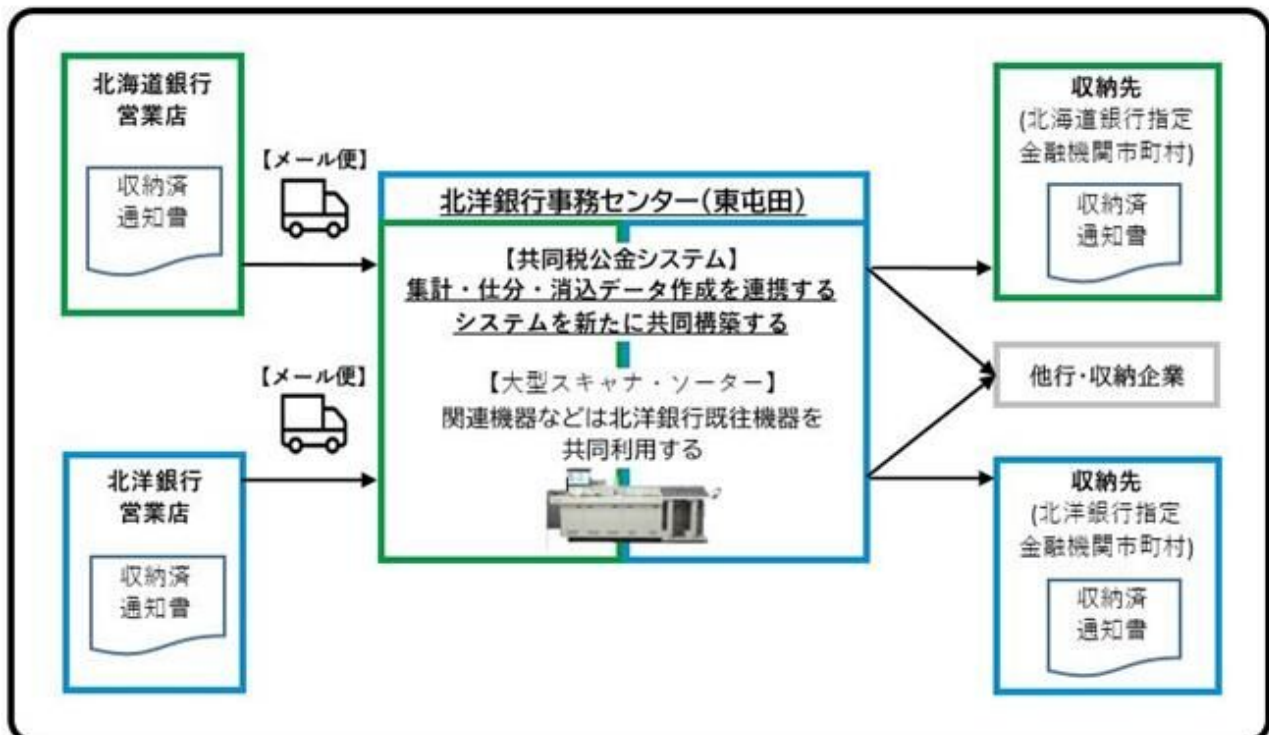 北海道銀行
営業店
収納済
通知書
【メール便】
北洋銀行事務センター(東屯田)
【共同税公金システム】
集計・仕分・消込データ作成を連携する
システムを新たに共同構築する
【大型スキャナ・ソーター】
関連機器などは北洋銀行既往機器を
共同利用する
【メール便】
北洋銀行
営業店
収納済
通知書
収納先
(北海道銀行指定
金融機関市町村)
収納済
通知書
他行・収納企業
収納先
(北洋銀行指定
金融機関市町村)
収納済
通知書